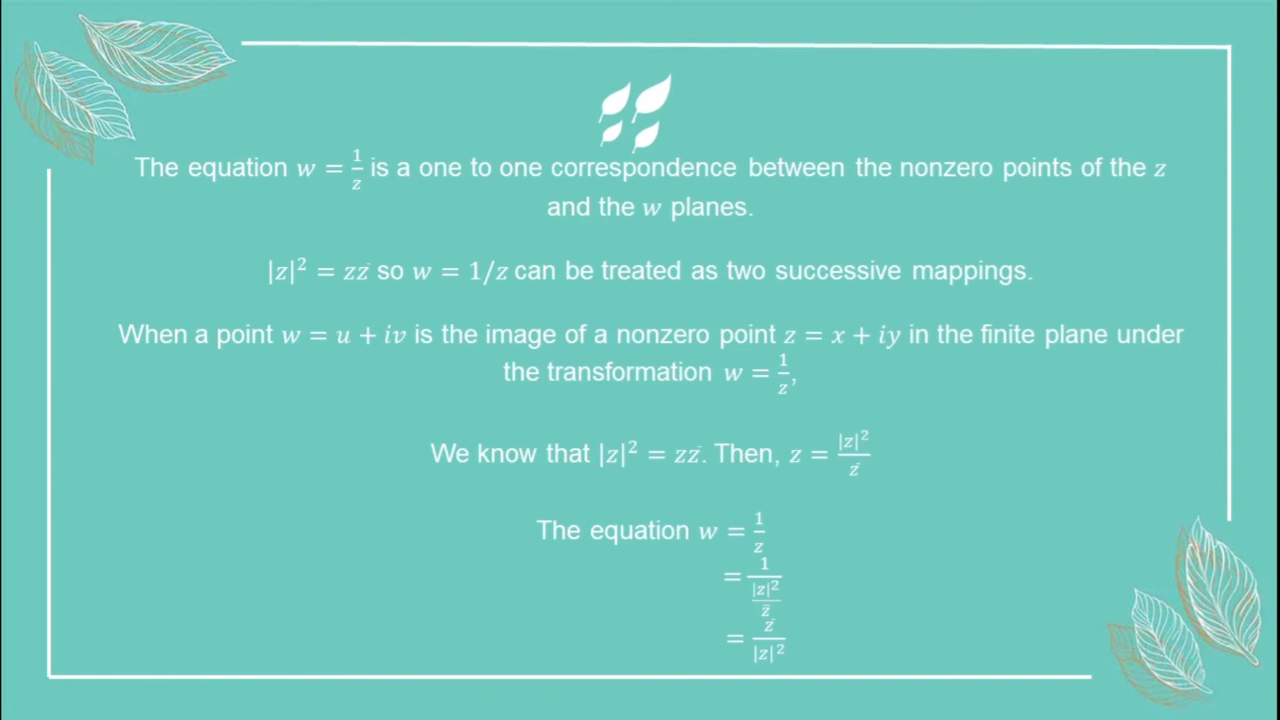 The equation w = 1/z is a one to one correspondence between the nonzero points of the z
and the w planes.
|z|² = zz̄ so w = 1/z can be treated as two successive mappings.
When a point w = u + iv is the image of a nonzero point z = x + iy in the finite plane under
the transformation w = 1/z,
We know that |z|² = zz̄. Then, z = |z|²/z̄
The equation w = 1/z
= 1/(|z|²/z̄)
= z̄/|z|²